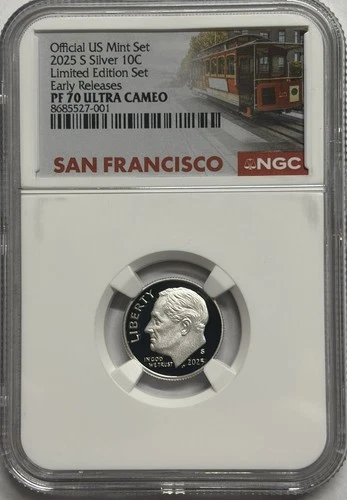 Official US Mint Set
2025 S Silver 10C
Limited Edition Set
Early Releases
PF 70 ULTRA CAMEO
8685527-001
SAN FRANCISCO
NGC
LIBERTY
IN GOD
WE TRUST
S
2025